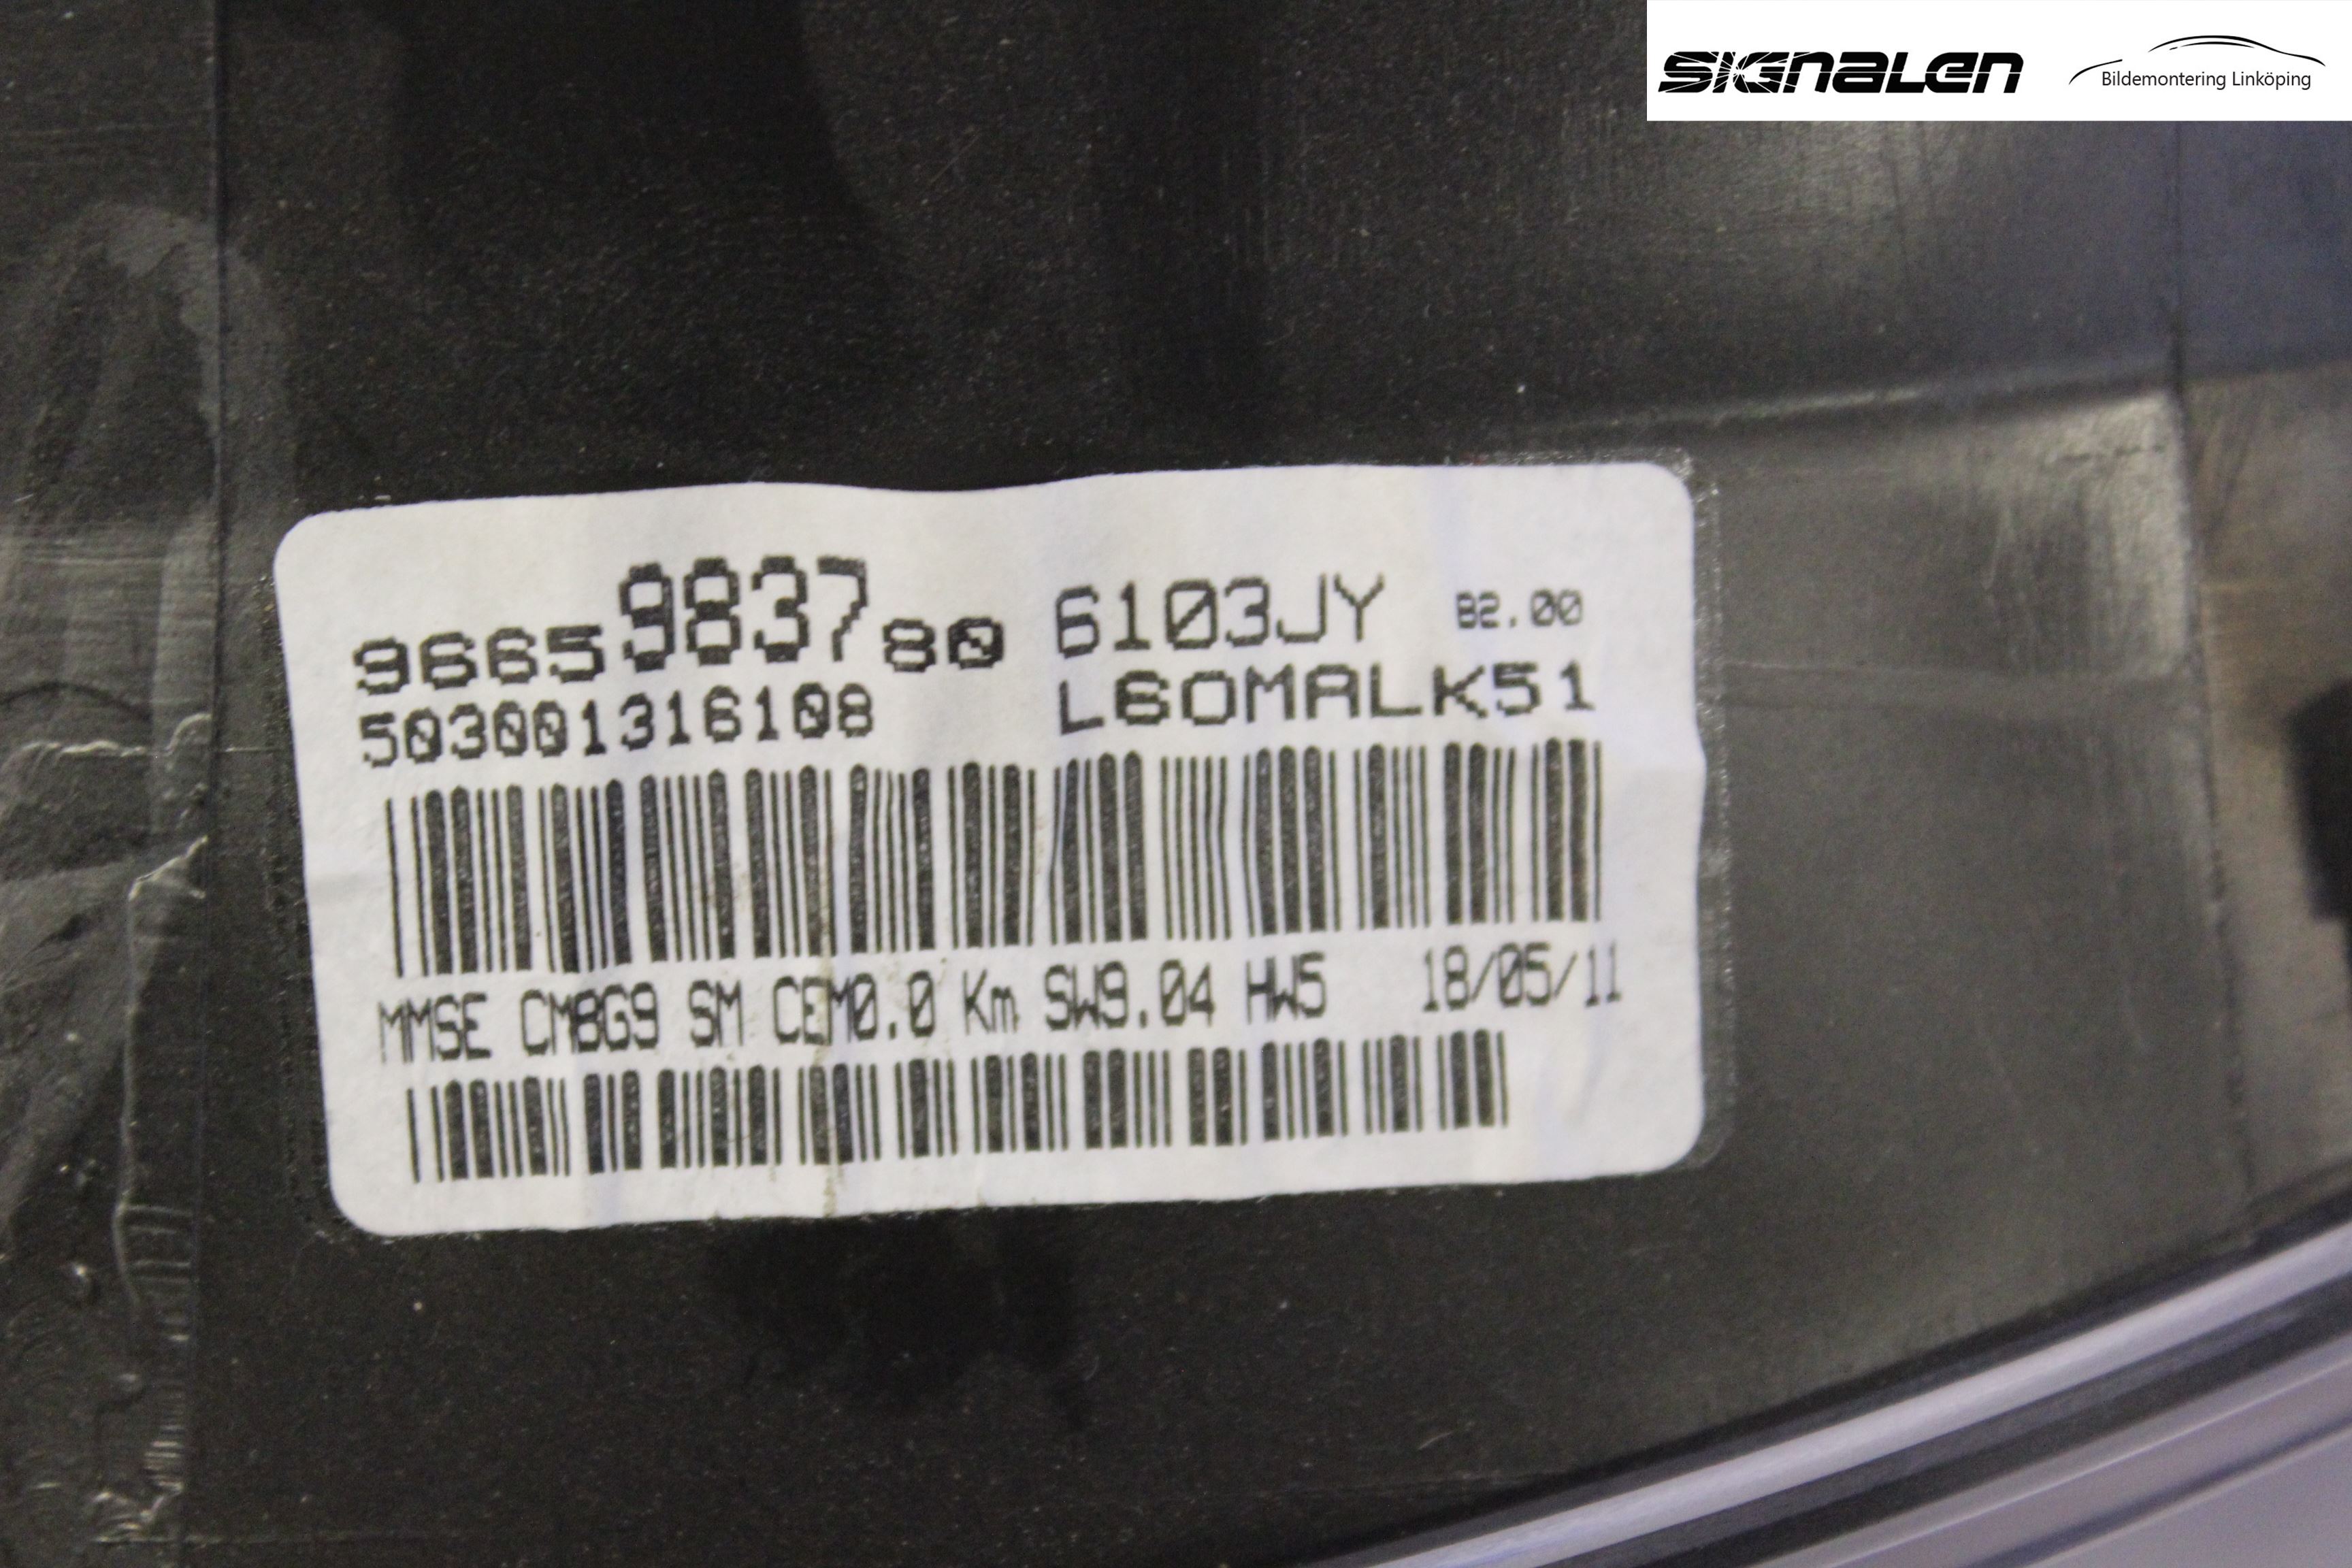 SIGNALEN
Bildemontering Linköping
9665983780 6103JY 82.00
503001316108 L60MALK51
MMSE CM8G9 SM CEM0.0 Km SW9.04 HW5 18/05/11